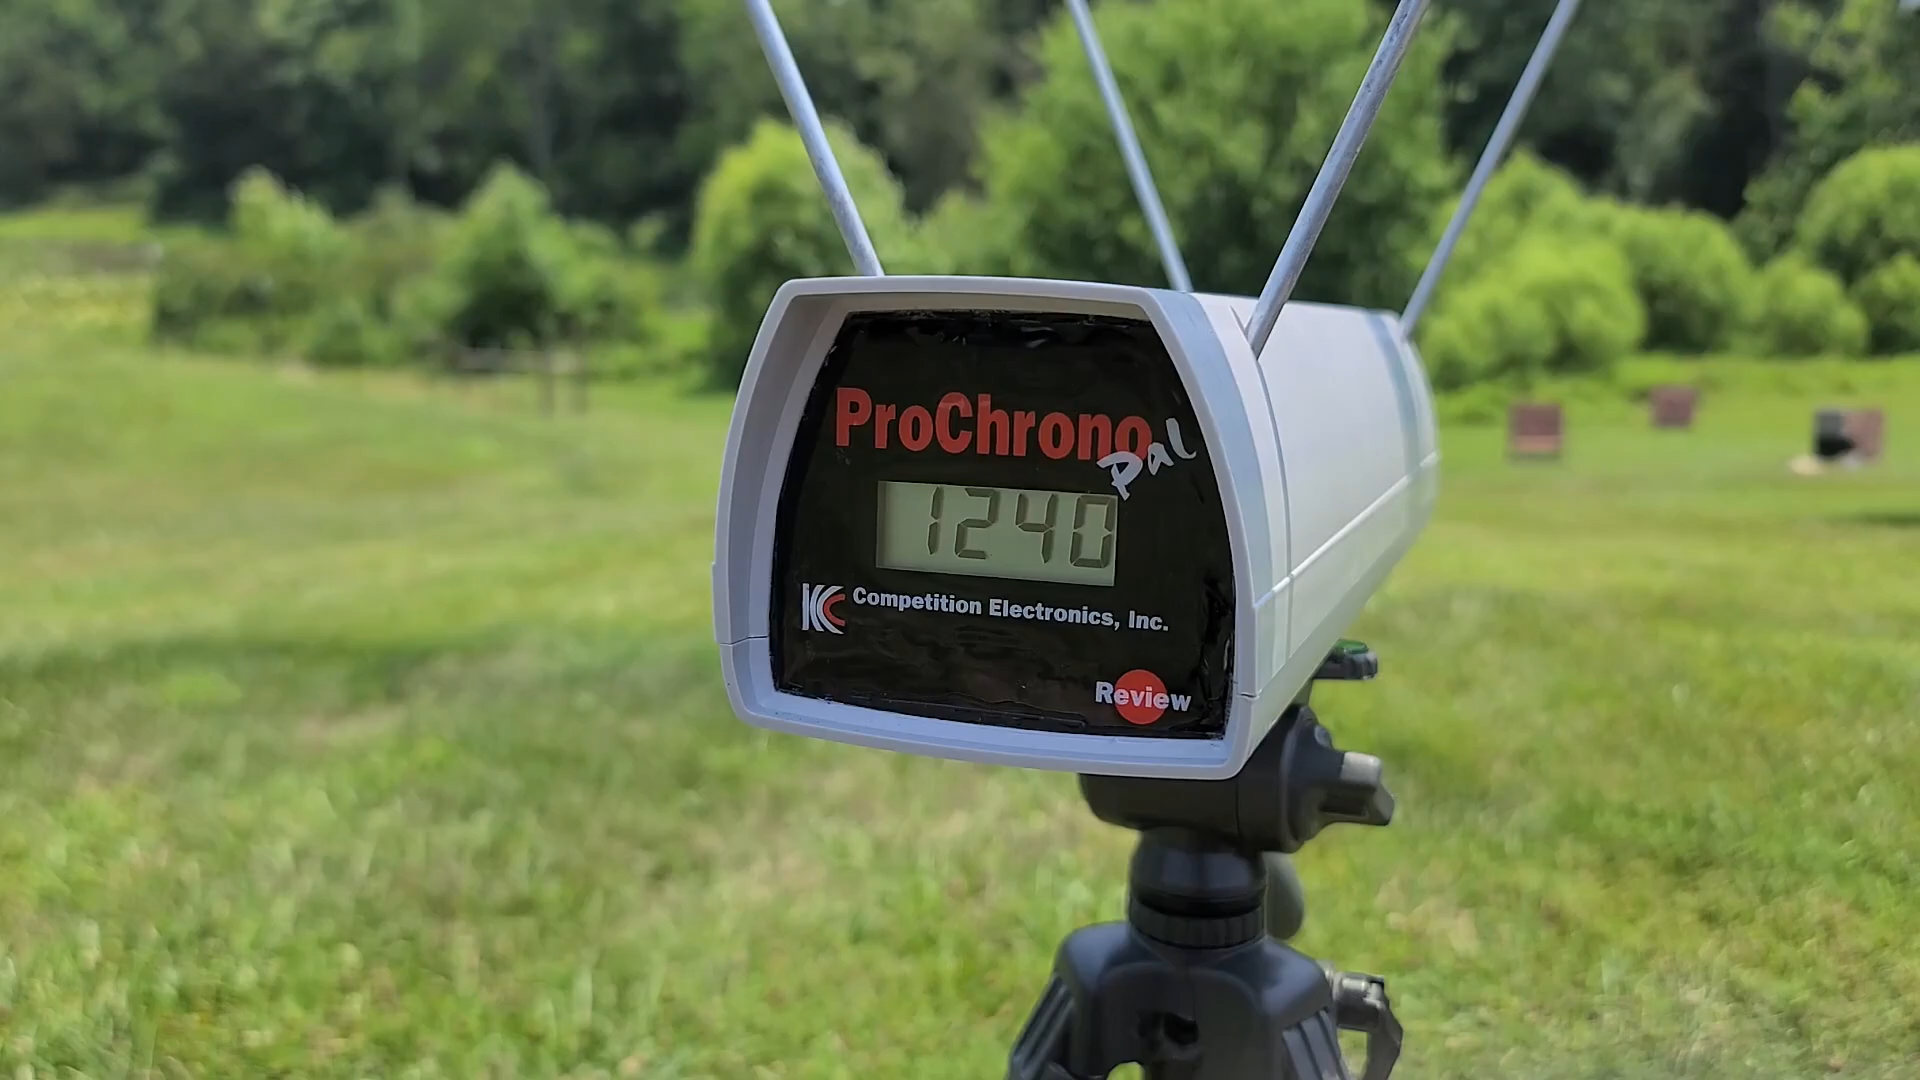 ProChrono
Pal
1240
Competition Electronics, Inc.
Review